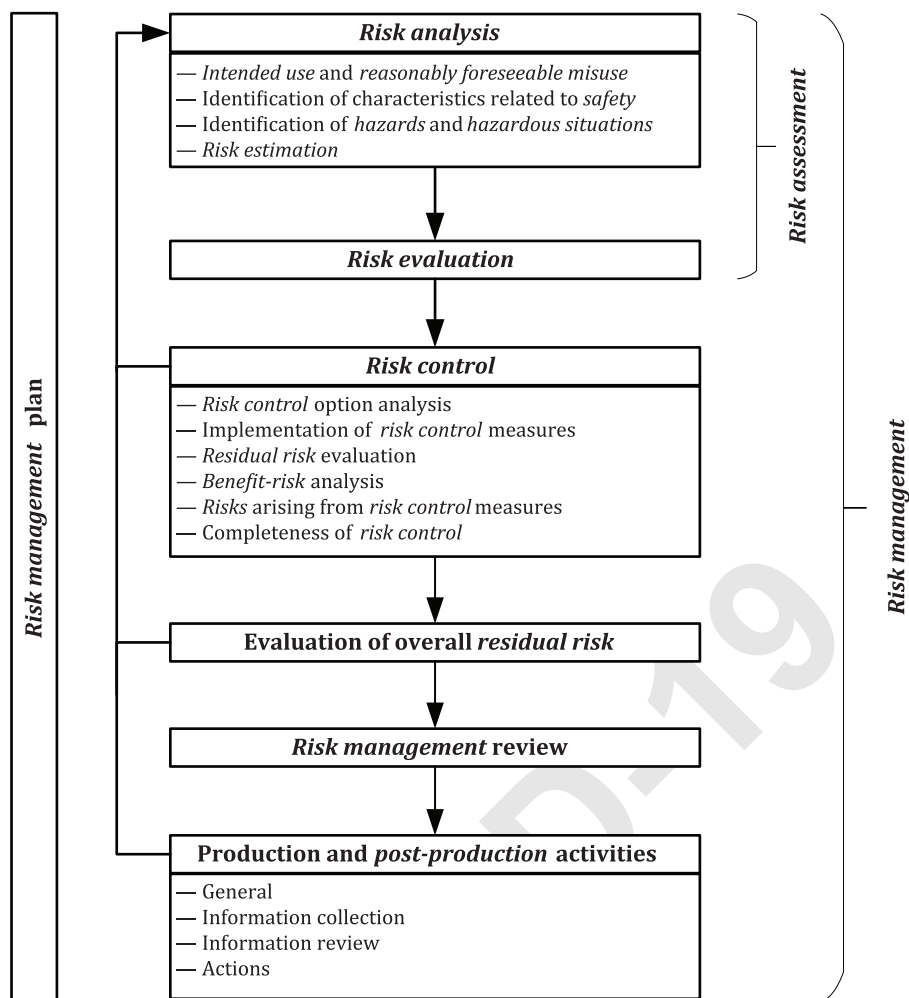 Risk management plan
Risk analysis
— Intended use and reasonably foreseeable misuse
— Identification of characteristics related to safety
— Identification of hazards and hazardous situations
— Risk estimation
Risk evaluation
Risk assessment
Risk control
— Risk control option analysis
— Implementation of risk control measures
— Residual risk evaluation
— Benefit-risk analysis
— Risks arising from risk control measures
— Completeness of risk control
Evaluation of overall residual risk
Risk management review
Production and post-production activities
— General
— Information collection
— Information review
— Actions
Risk management
D-19